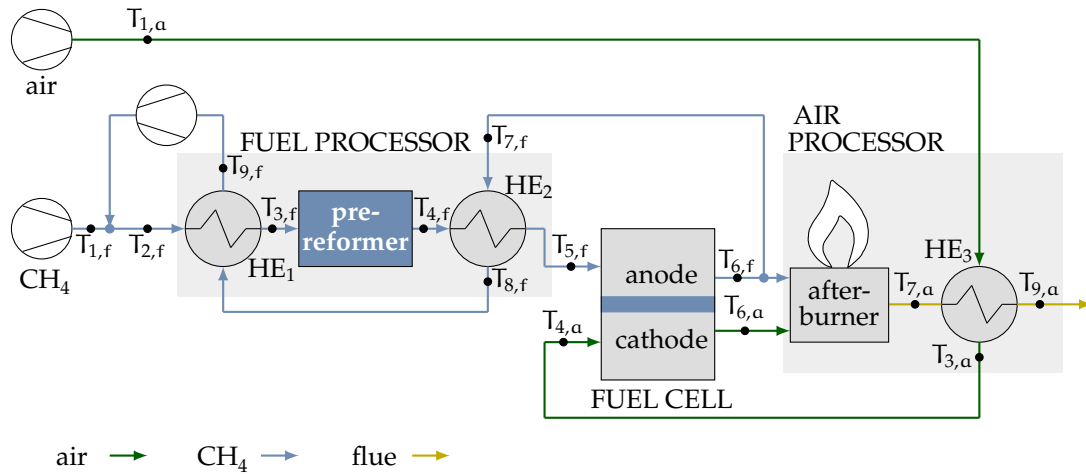 T1,a
air
AIR
PROCESSOR
FUEL PROCESSOR
T7,f
T9,f
HE2
T3,f
pre-
reformer
T4,f
T1,f
T2,f
CH4
HE1
T8,f
T5,f
anode
T6,f
HE3
after-
burner
T7,a
T9,a
T4,a
cathode
T6,a
T3,a
FUEL CELL
air
CH4
flue